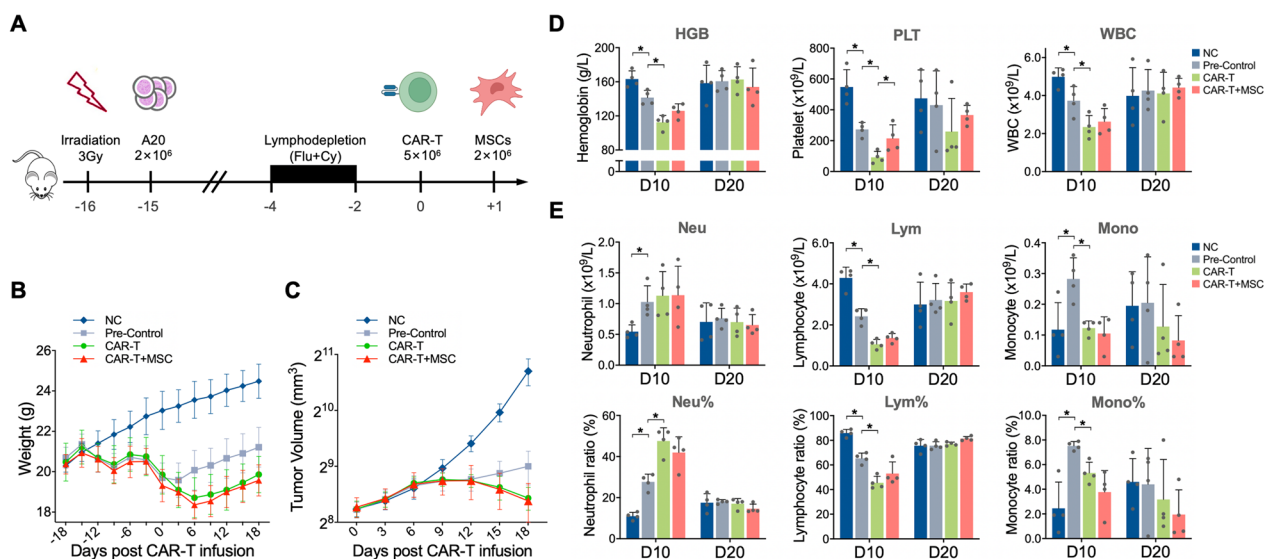 A
Irradiation
3Gy
A20
2×10⁶
Lymphodepletion
(Flu+Cy)
CAR-T
5×10⁶
MSCs
2×10⁶
-16
-15
-4
-2
0
+1
B
NC
Pre-Control
CAR-T
CAR-T+MSC
Weight (g)
26
24
22
20
18
-18
-12
-6
0
6
12
18
Days post CAR-T infusion
C
NC
Pre-Control
CAR-T
CAR-T+MSC
Tumor Volume (mm³)
2¹¹
2¹⁰
2⁹
2⁸
0
3
6
9
12
15
18
Days post CAR-T infusion
D
HGB
Hemoglobin (g/L)
200
160
120
80
0
*
*
D10
D20
PLT
Platelet (x10⁹/L)
800
600
400
200
0
*
*
*
D10
D20
WBC
WBC (x10⁹/L)
6.0
4.0
2.0
0.0
*
*
D10
D20
NC
Pre-Control
CAR-T
CAR-T+MSC
E
Neu
Neutrophil (x10⁹/L)
2.0
1.5
1.0
0.5
0.0
*
D10
D20
Lym
Lymphocyte (x10⁹/L)
6.0
4.0
2.0
0.0
*
*
D10
D20
Mono
Monocyte (x10⁹/L)
0.4
0.3
0.2
0.1
0.0
*
*
D10
D20
NC
Pre-Control
CAR-T
CAR-T+MSC
Neu%
Neutrophil ratio (%)
60
40
20
0
*
*
D10
D20
Lym%
Lymphocyte ratio (%)
100
80
60
40
20
0
*
*
D10
D20
Mono%
Monocyte ratio (%)
10.0
8.0
6.0
4.0
2.0
0.0
*
*
D10
D20